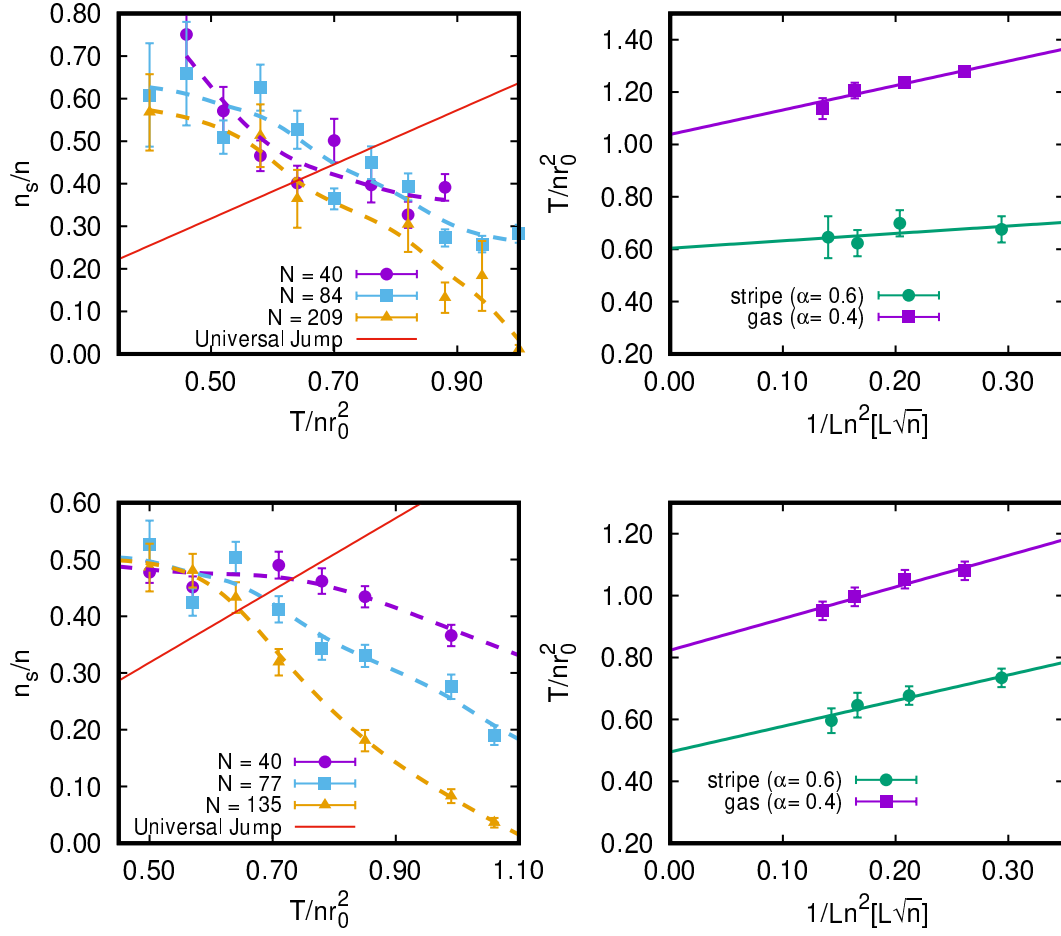 0.80
0.70
0.60
0.50
0.40
0.30
0.20
0.10
0.00
n_s/n
0.50 0.70 0.90
T/nr_0^2
N = 40
N = 84
N = 209
Universal Jump
1.40
1.20
1.00
0.80
0.60
0.40
0.20
T/nr_0^2
0.00 0.10 0.20 0.30
1/Ln^2[L√n]
stripe (α= 0.6)
gas (α= 0.4)
0.60
0.50
0.40
0.30
0.20
0.10
0.00
n_s/n
0.50 0.70 0.90 1.10
T/nr_0^2
N = 40
N = 77
N = 135
Universal Jump
1.20
1.00
0.80
0.60
0.40
0.20
T/nr_0^2
0.00 0.10 0.20 0.30
1/Ln^2[L√n]
stripe (α= 0.6)
gas (α= 0.4)